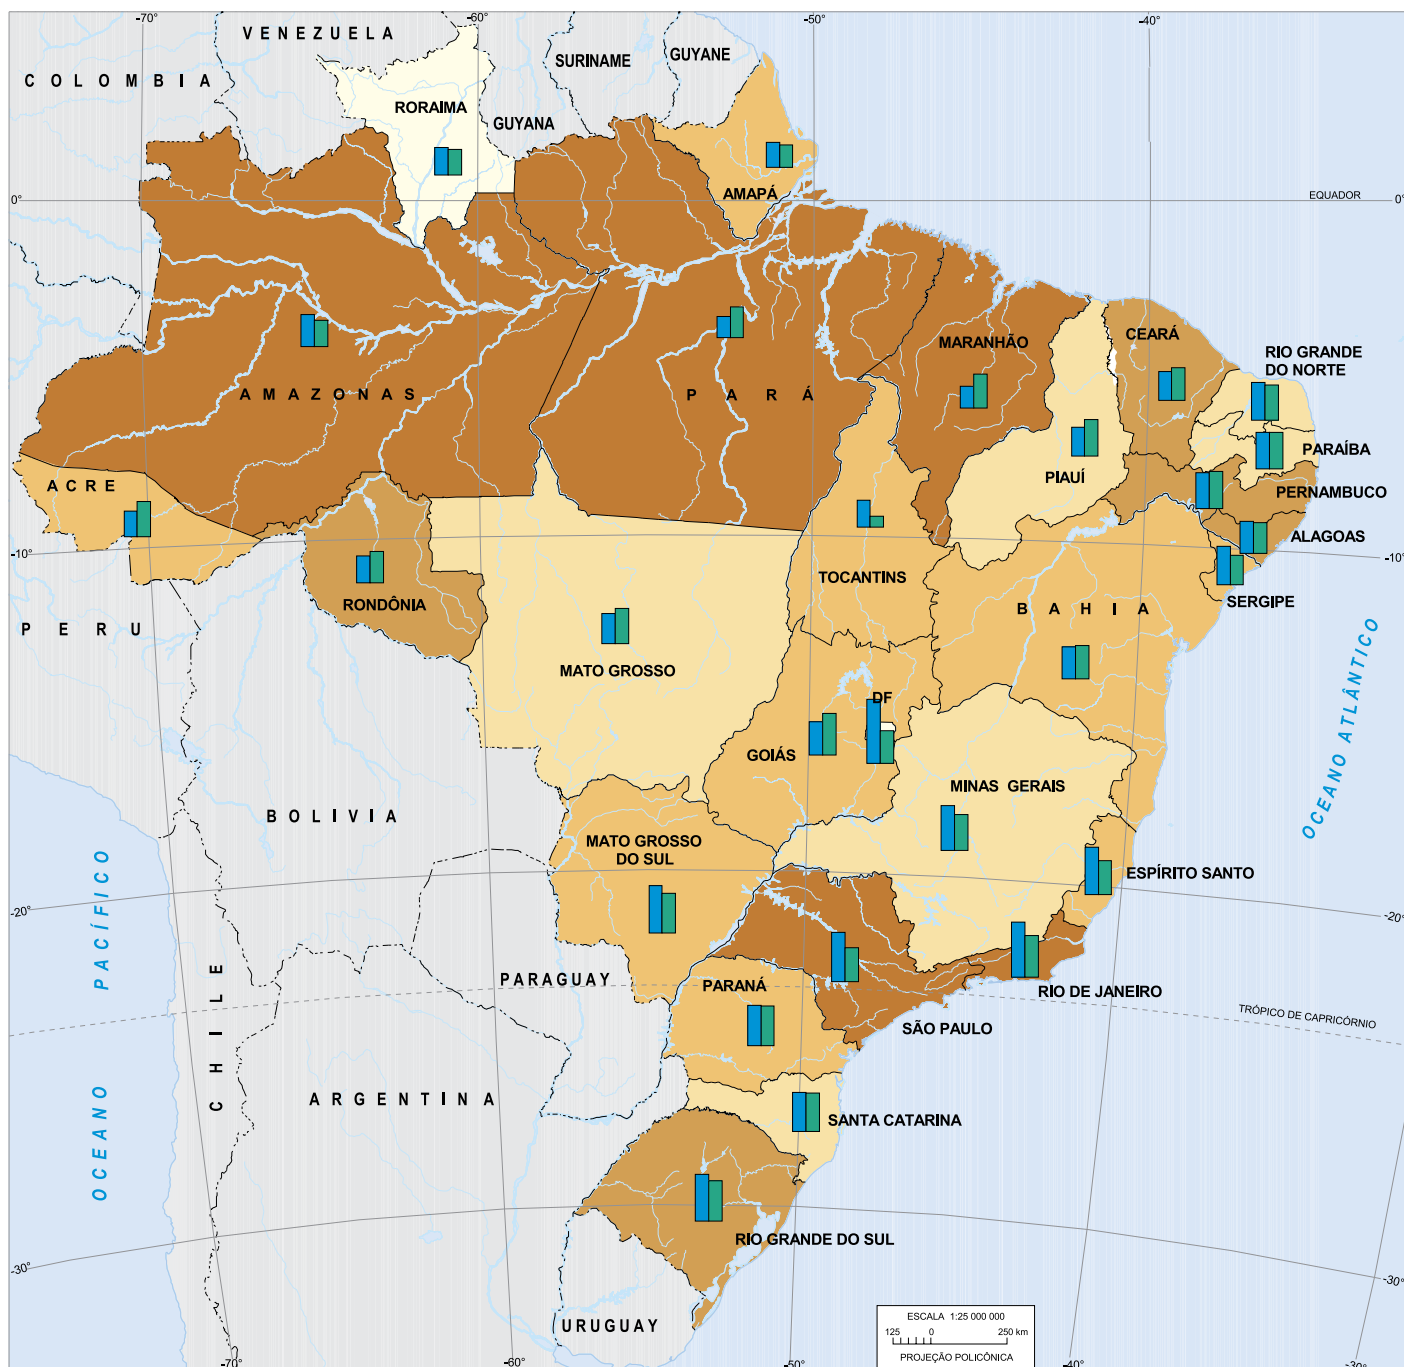 -70°
-60°
-50°
-40°
VENEZUELA
SURINAME
GUYANE
COLOMBIA
RORAIMA
GUYANA
AMAPÁ
EQUADOR
0°
0°
MARANHÃO
CEARÁ
RIO GRANDE
DO NORTE
AMAZONAS
PARÁ
PARAÍBA
PIAUÍ
ACRE
PERNAMBUCO
ALAGOAS
-10°
-10°
TOCANTINS
RONDÔNIA
SERGIPE
BAHIA
PERU
MATO GROSSO
DF
GOIÁS
OCEANO ATLÂNTICO
MINAS GERAIS
BOLIVIA
MATO GROSSO
DO SUL
ESPÍRITO SANTO
-20°
-20°
OCEANO PACÍFICO
CHILE
PARAGUAY
PARANÁ
RIO DE JANEIRO
SÃO PAULO
TRÓPICO DE CAPRICÓRNIO
ARGENTINA
SANTA CATARINA
RIO GRANDE DO SUL
-30°
-30°
URUGUAY
ESCALA 1:25 000 000
125 0 250 km
PROJEÇÃO POLICÔNICA
-70°
-60°
-50°
-40°
-30°